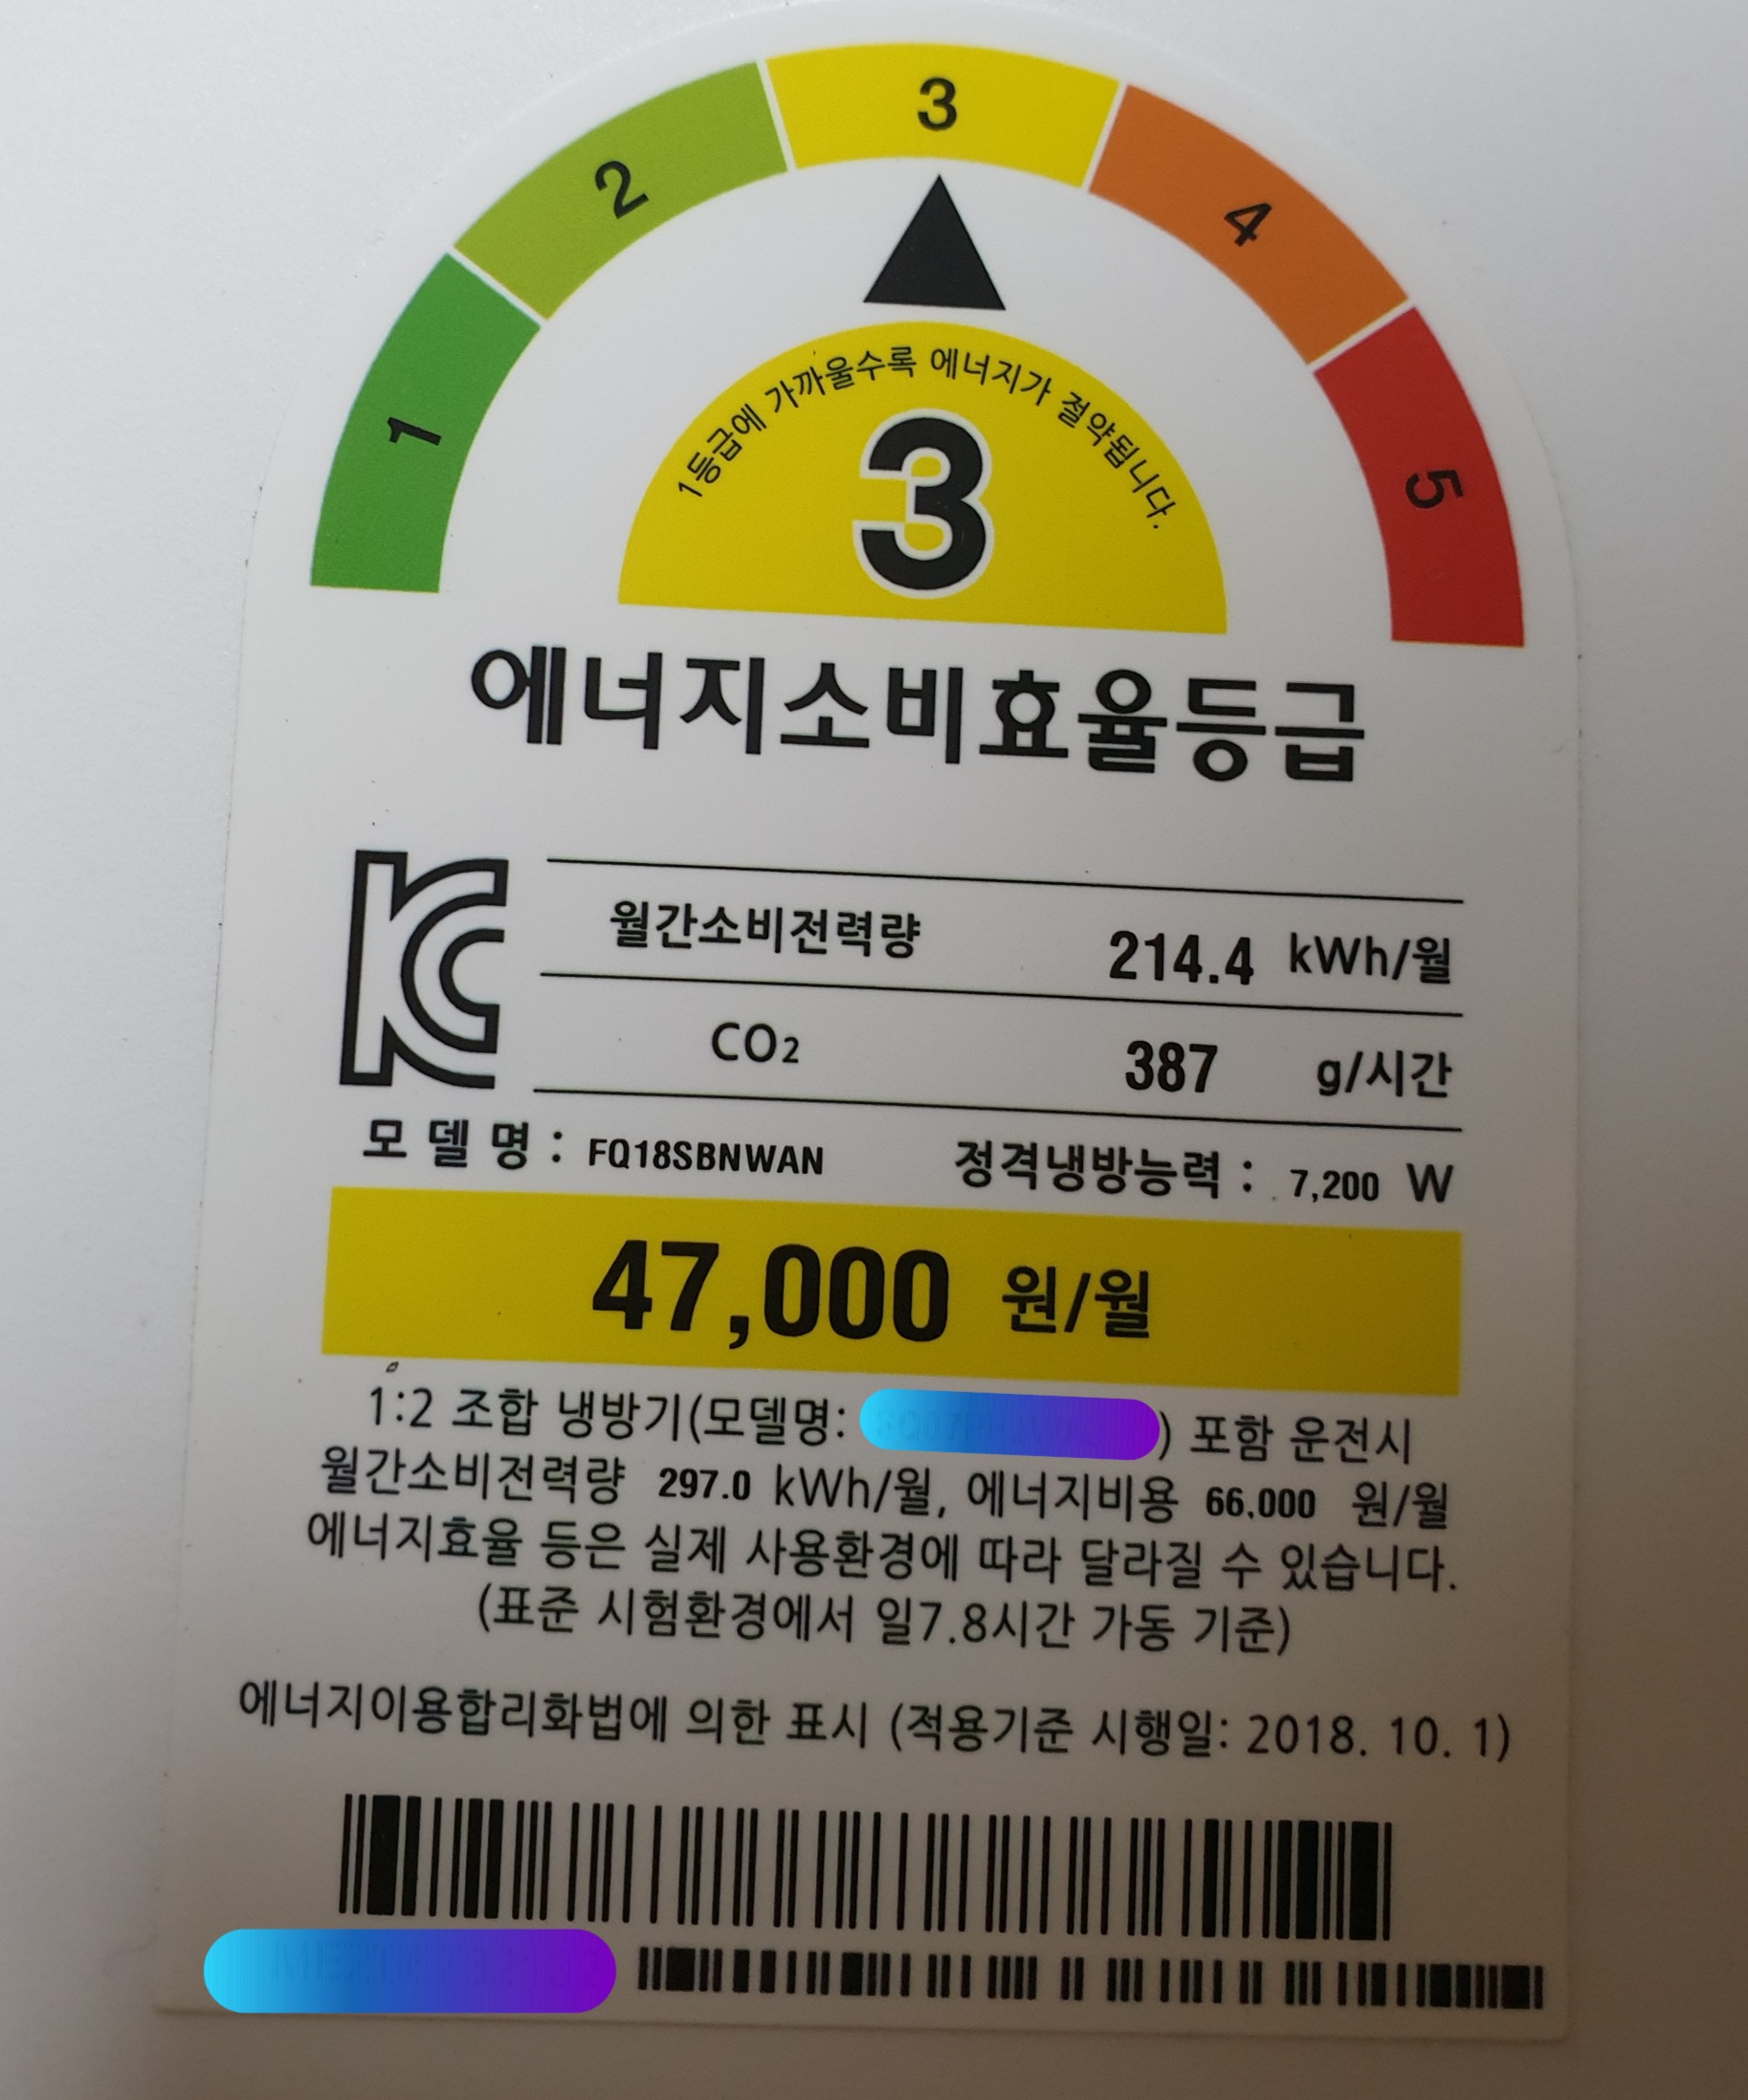 1
2
3
4
5
1등급에 가까울수록 에너지가 절약됩니다.
3
에너지소비효율등급
월간소비전력량 214.4 kWh/월
CO₂ 387 g/시간
모 델 명 : FQ18SBNWAN 정격냉방능력 : 7,200 W
47,000 원/월
1:2 조합 냉방기(모델명: ) 포함 운전시
월간소비전력량 297.0 kWh/월, 에너지비용 66.000 원/월
에너지효율 등은 실제 사용환경에 따라 달라질 수 있습니다.
(표준 시험환경에서 일7.8시간 가동 기준)
에너지이용합리화법에 의한 표시 (적용기준 시행일: 2018. 10. 1)